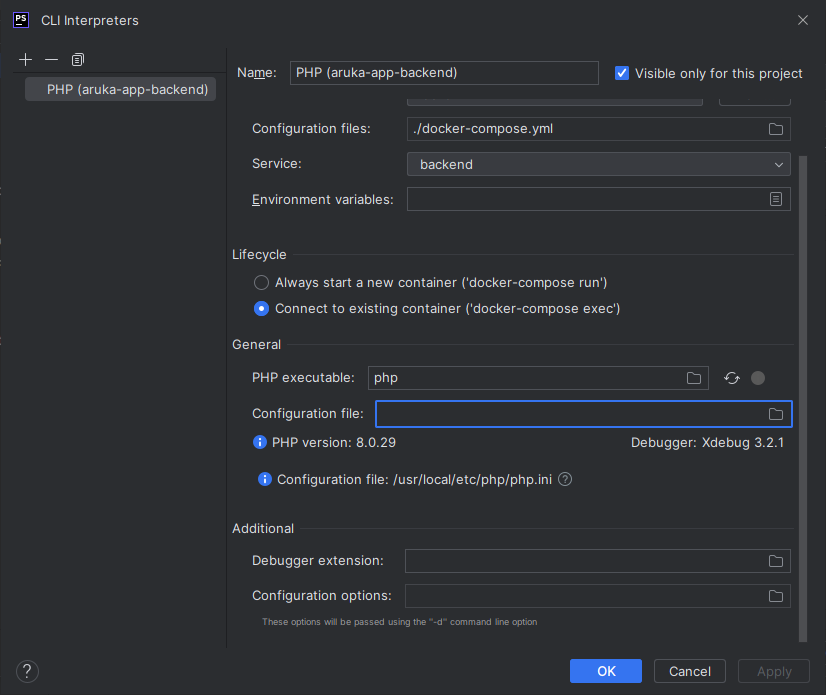 PS
CLI Interpreters
PHP (aruka-app-backend)
Name: PHP (aruka-app-backend) Visible only for this project
Configuration files: ./docker-compose.yml
Service: backend
Environment variables:
Lifecycle
Always start a new container ('docker-compose run')
Connect to existing container ('docker-compose exec')
General
PHP executable: php
Configuration file:
PHP version: 8.0.29 Debugger: Xdebug 3.2.1
Configuration file: /usr/local/etc/php/php.ini ?
Additional
Debugger extension:
Configuration options:
These options will be passed using the "-d" command line option
? OK Cancel Apply